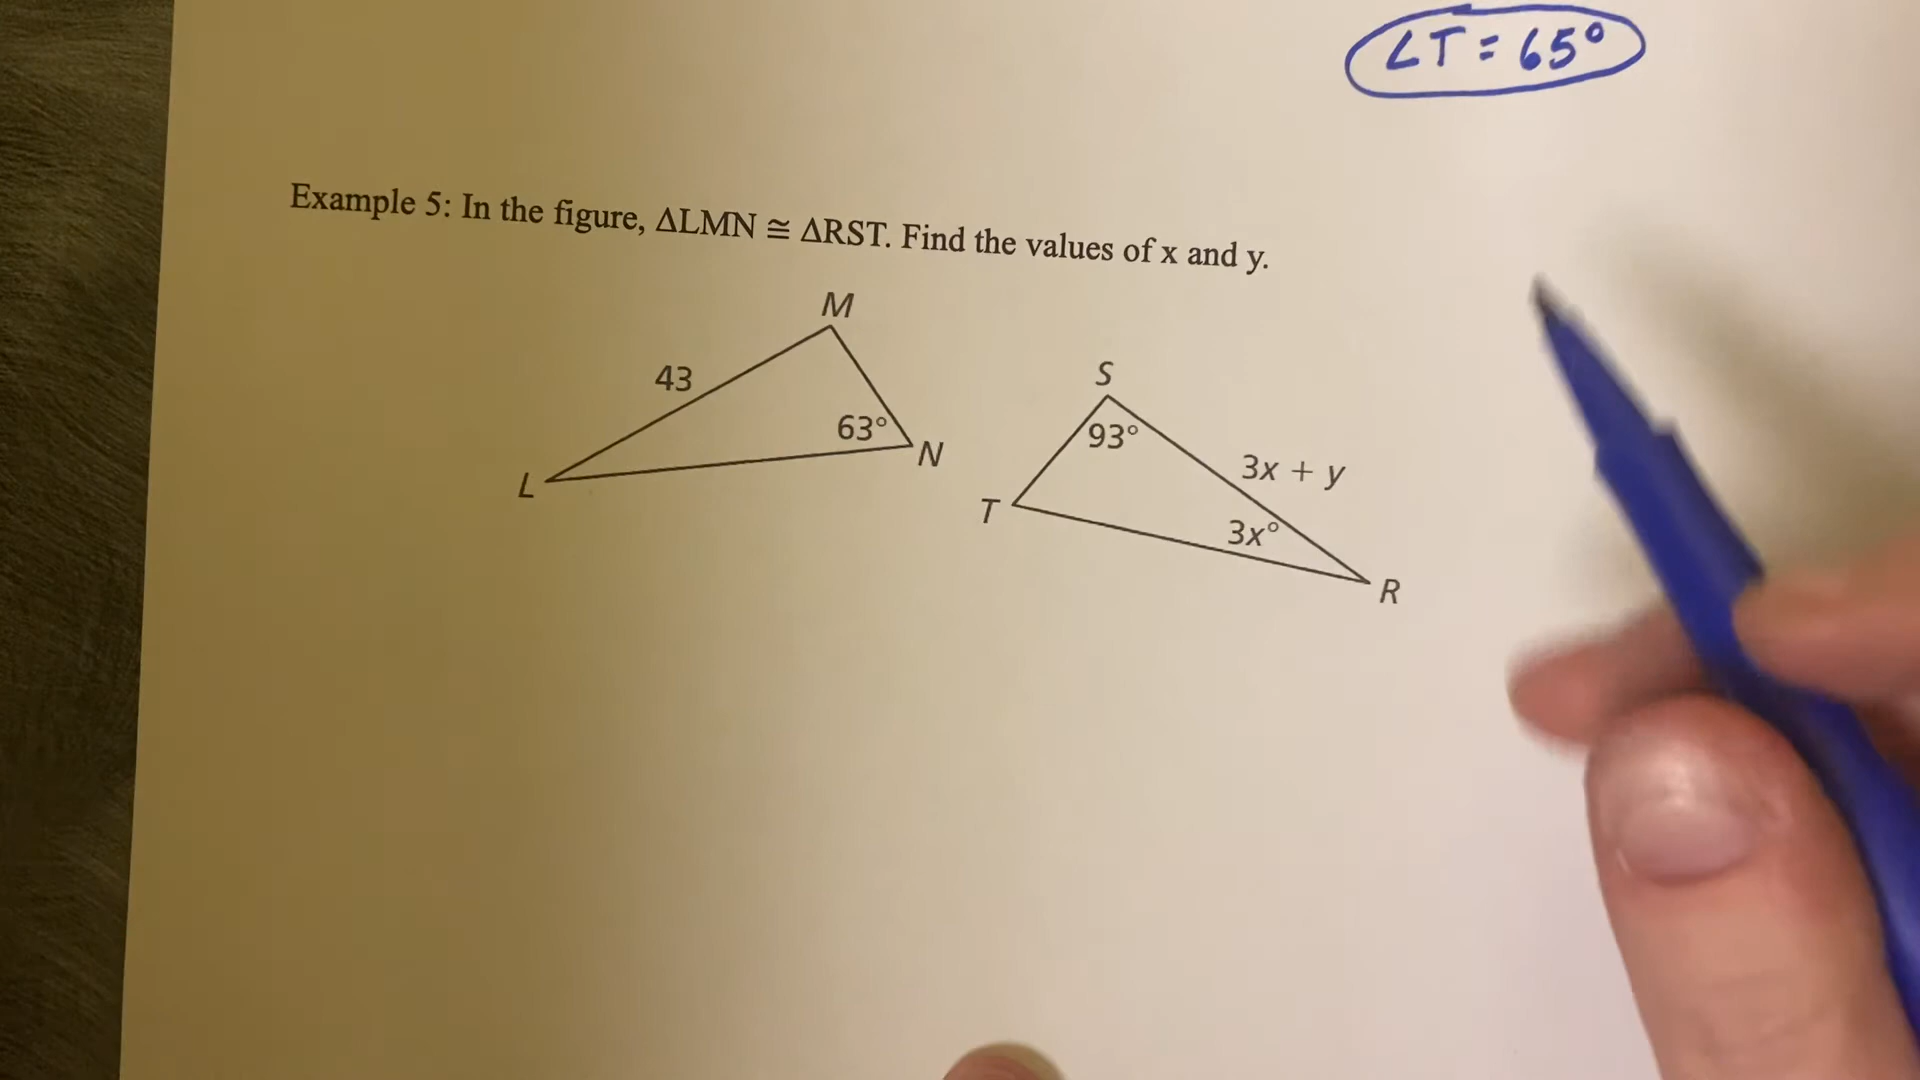 ∠T = 65°
Example 5: In the figure, ΔLMN ≅ ΔRST. Find the values of x and y.
M
43
S
63°
93°
N
3x + y
L
T
3x°
R